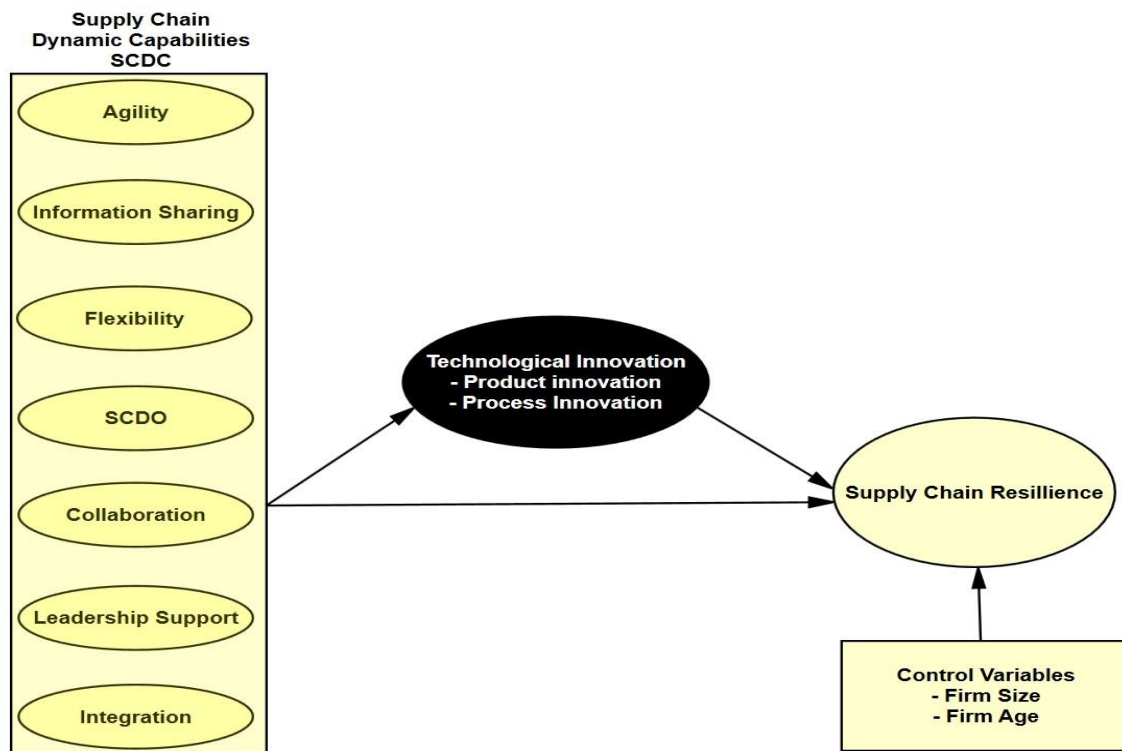 Supply Chain
Dynamic Capabilities
SCDC
Agility
Information Sharing
Flexibility
SCDO
Collaboration
Leadership Support
Integration
Technological Innovation
- Product innovation
- Process Innovation
Supply Chain Resillience
Control Variables
- Firm Size
- Firm Age